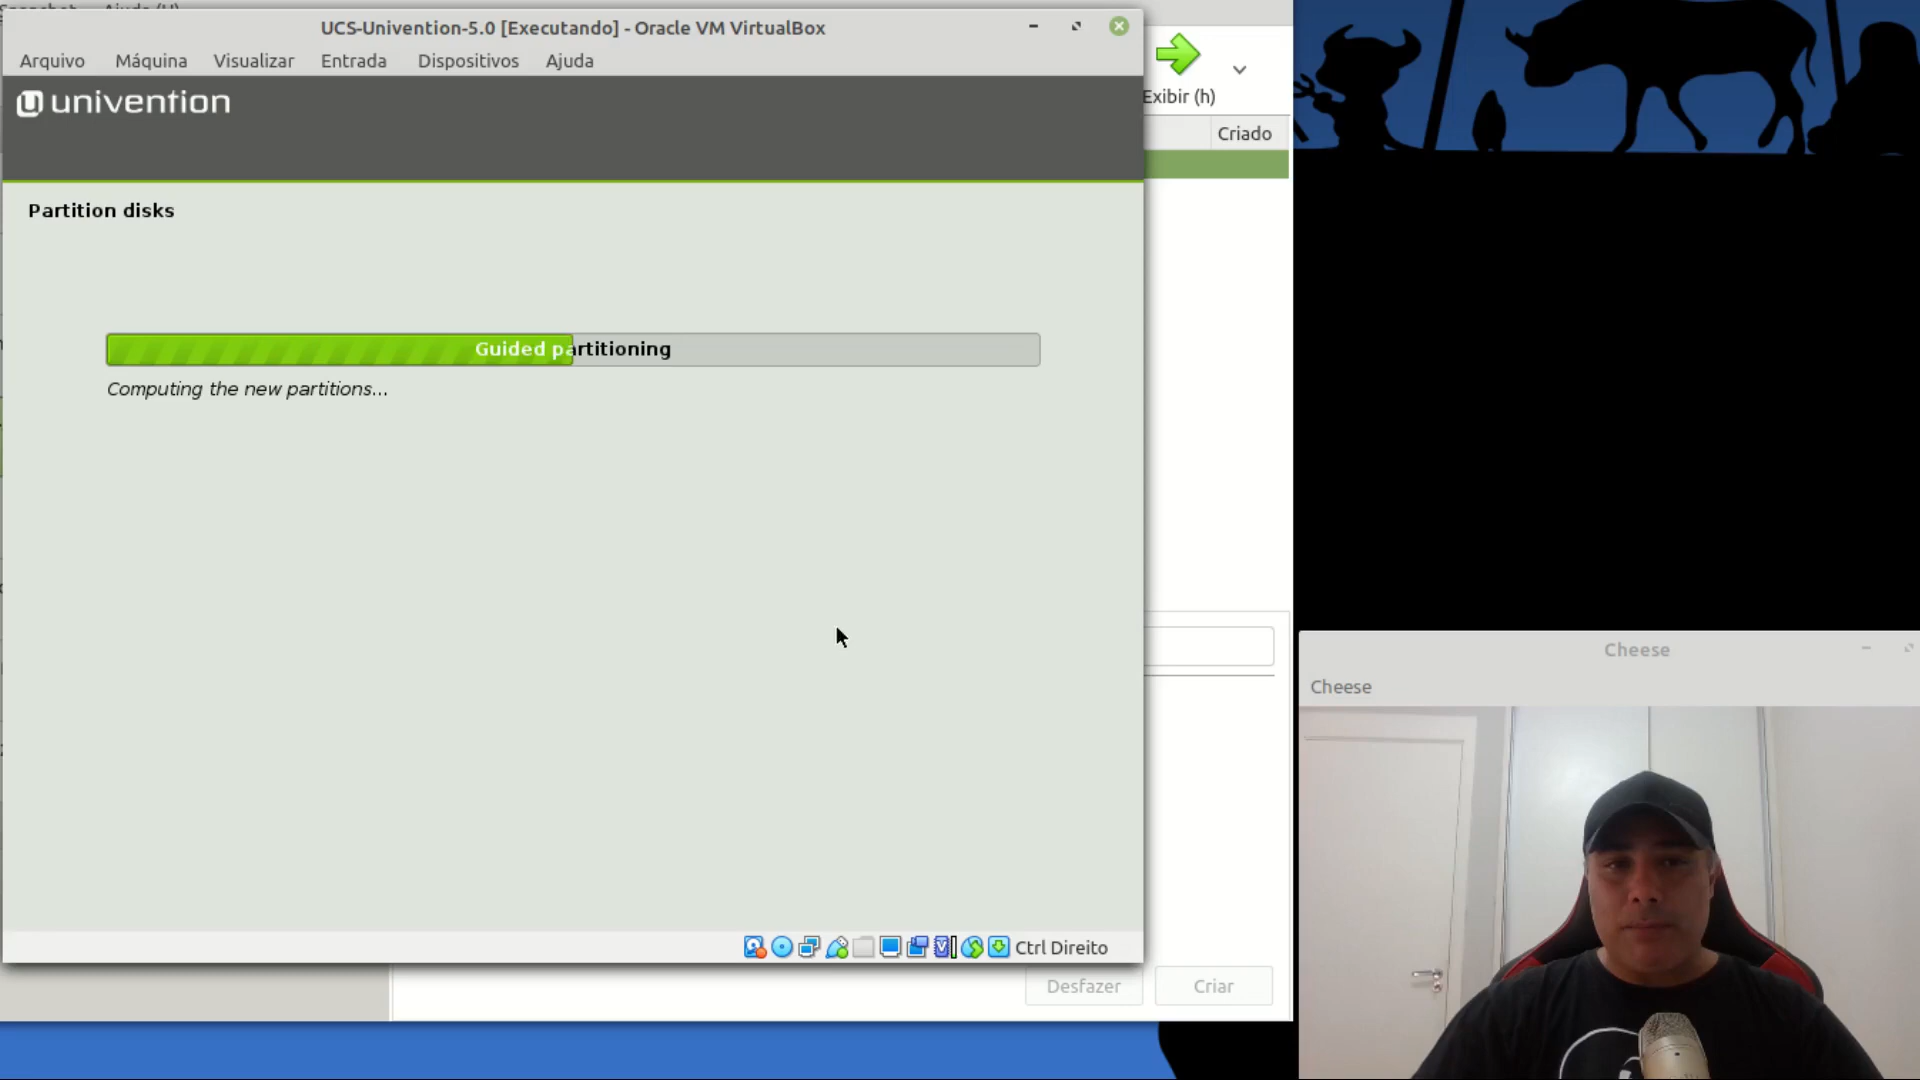 UCS-Univention-5.0 [Executando] - Oracle VM VirtualBox
Arquivo Máquina Visualizar Entrada Dispositivos Ajuda
univention
Exibir (h)
Criado
Partition disks
Guided partitioning
Computing the new partitions...
Cheese
Cheese
Ctrl Direito
Desfazer Criar